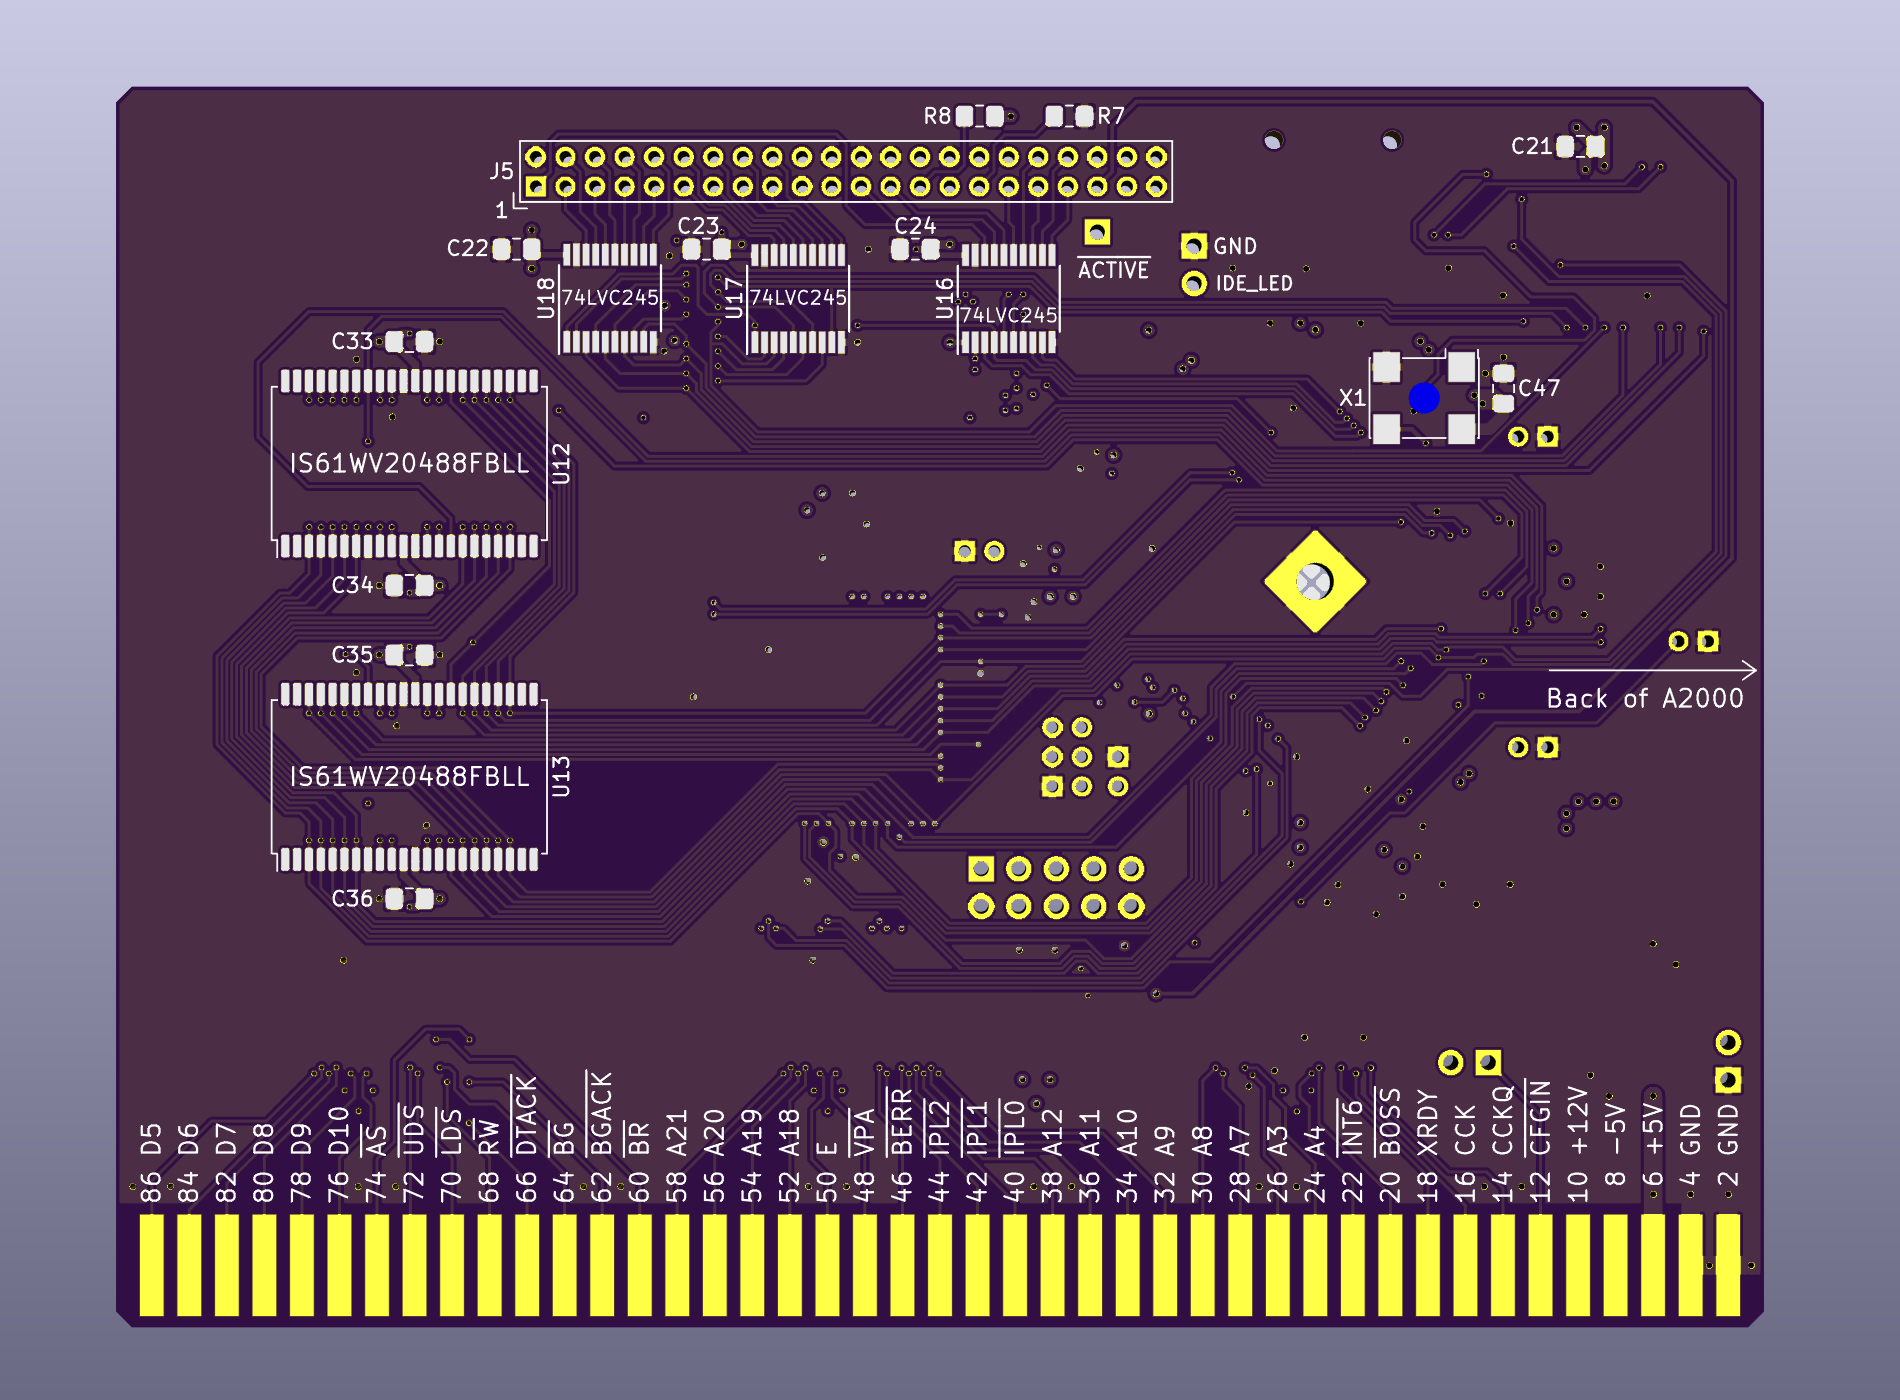 R8
R7
C21
J5
1
C22
C23
C24
GND
ACTIVE
IDE_LED
U18
74LVC245
U17
74LVC245
U16
74LVC245
C33
X1
C47
IS61WV20488FBLL
U12
C34
C35
Back of A2000
IS61WV20488FBLL
U13
C36
86 D5
84 D6
82 D7
80 D8
78 D9
76 D10
74 AS
72 UDS
70 LDS
68 RW
66 DTACK
64 BG
62 BGACK
60 BR
58 A21
56 A20
54 A19
52 A18
50 E
48 VPA
46 BERR
44 IPL2
42 IPL1
40 IPL0
38 A12
36 A11
34 A10
32 A9
30 A8
28 A7
26 A3
24 A4
22 INT6
20 BOSS
18 XRDY
16 CCK
14 CCKQ
12 CFGIN
10 +12V
8 -5V
6 +5V
4 GND
2 GND